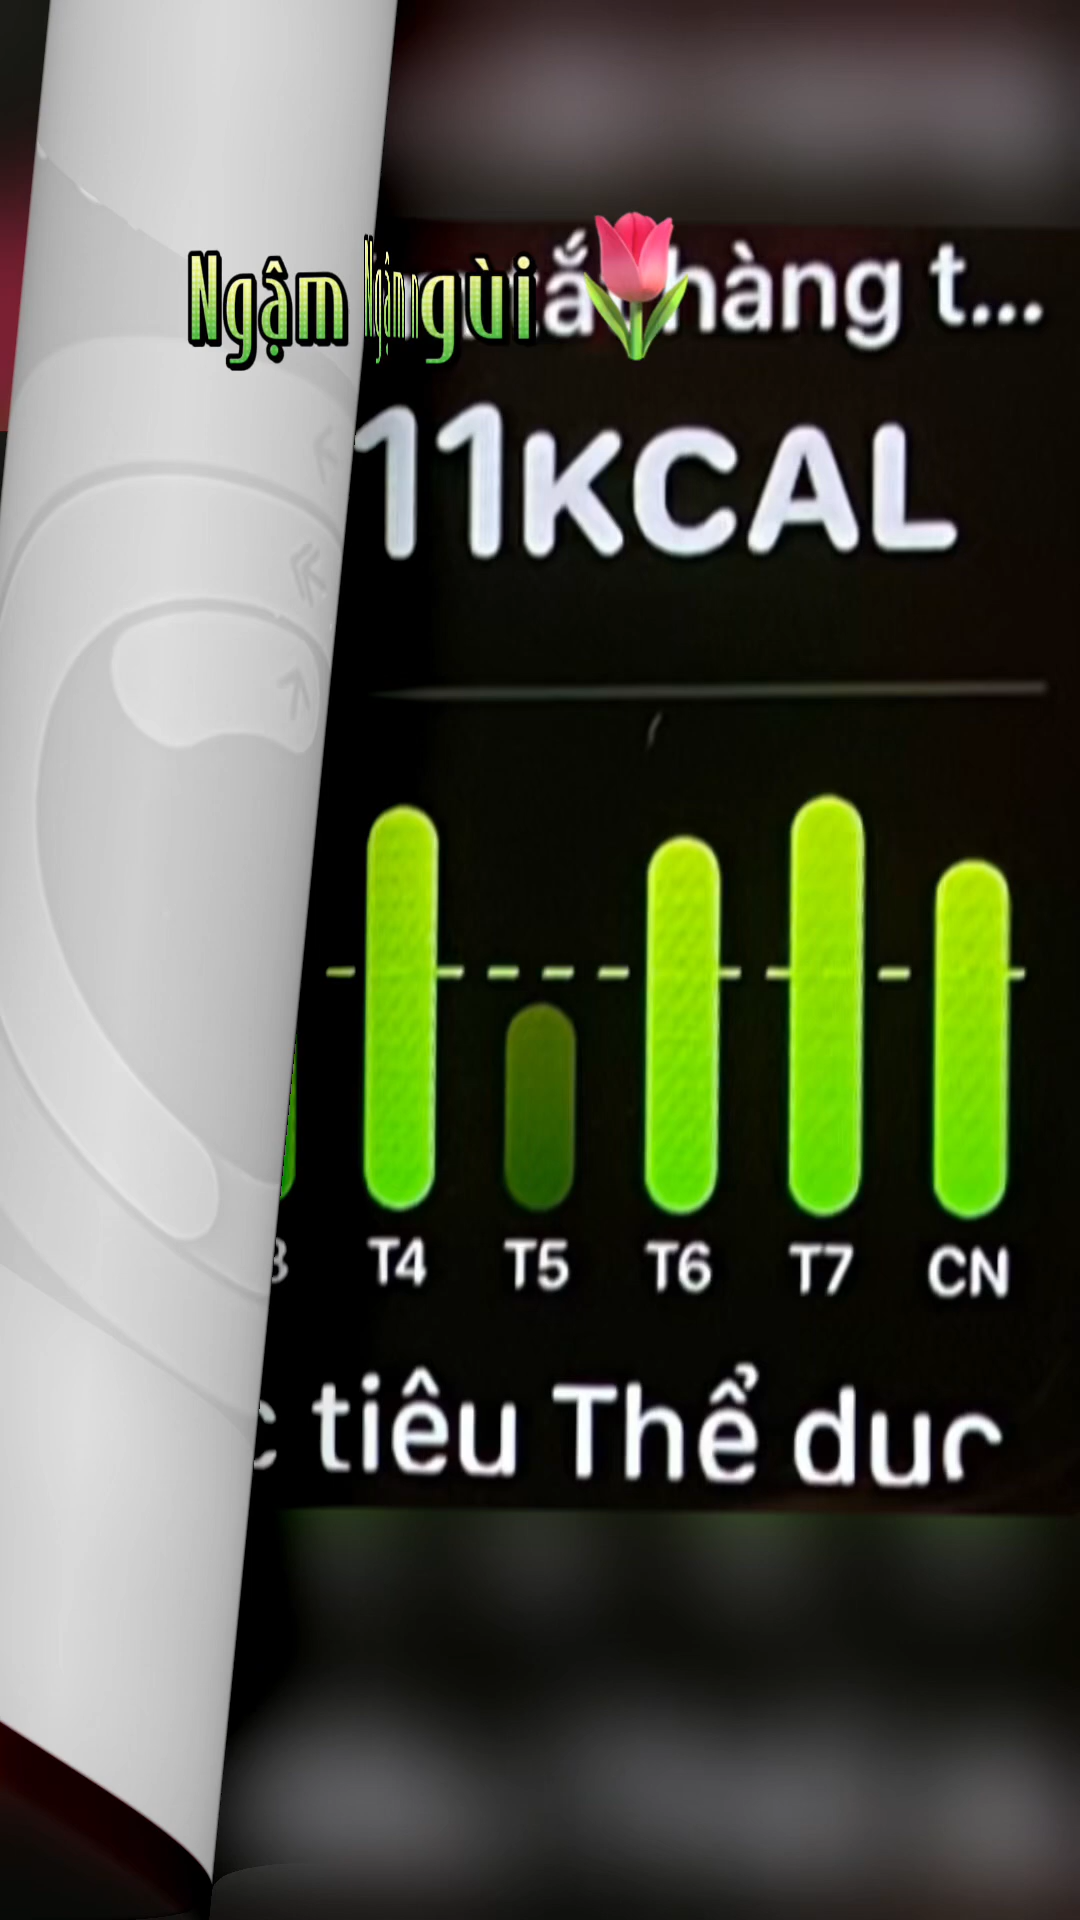 Ngậm ngùi
hàng t...
11KCAL
T4 T5 T6 T7 CN
tiêu Thể dục